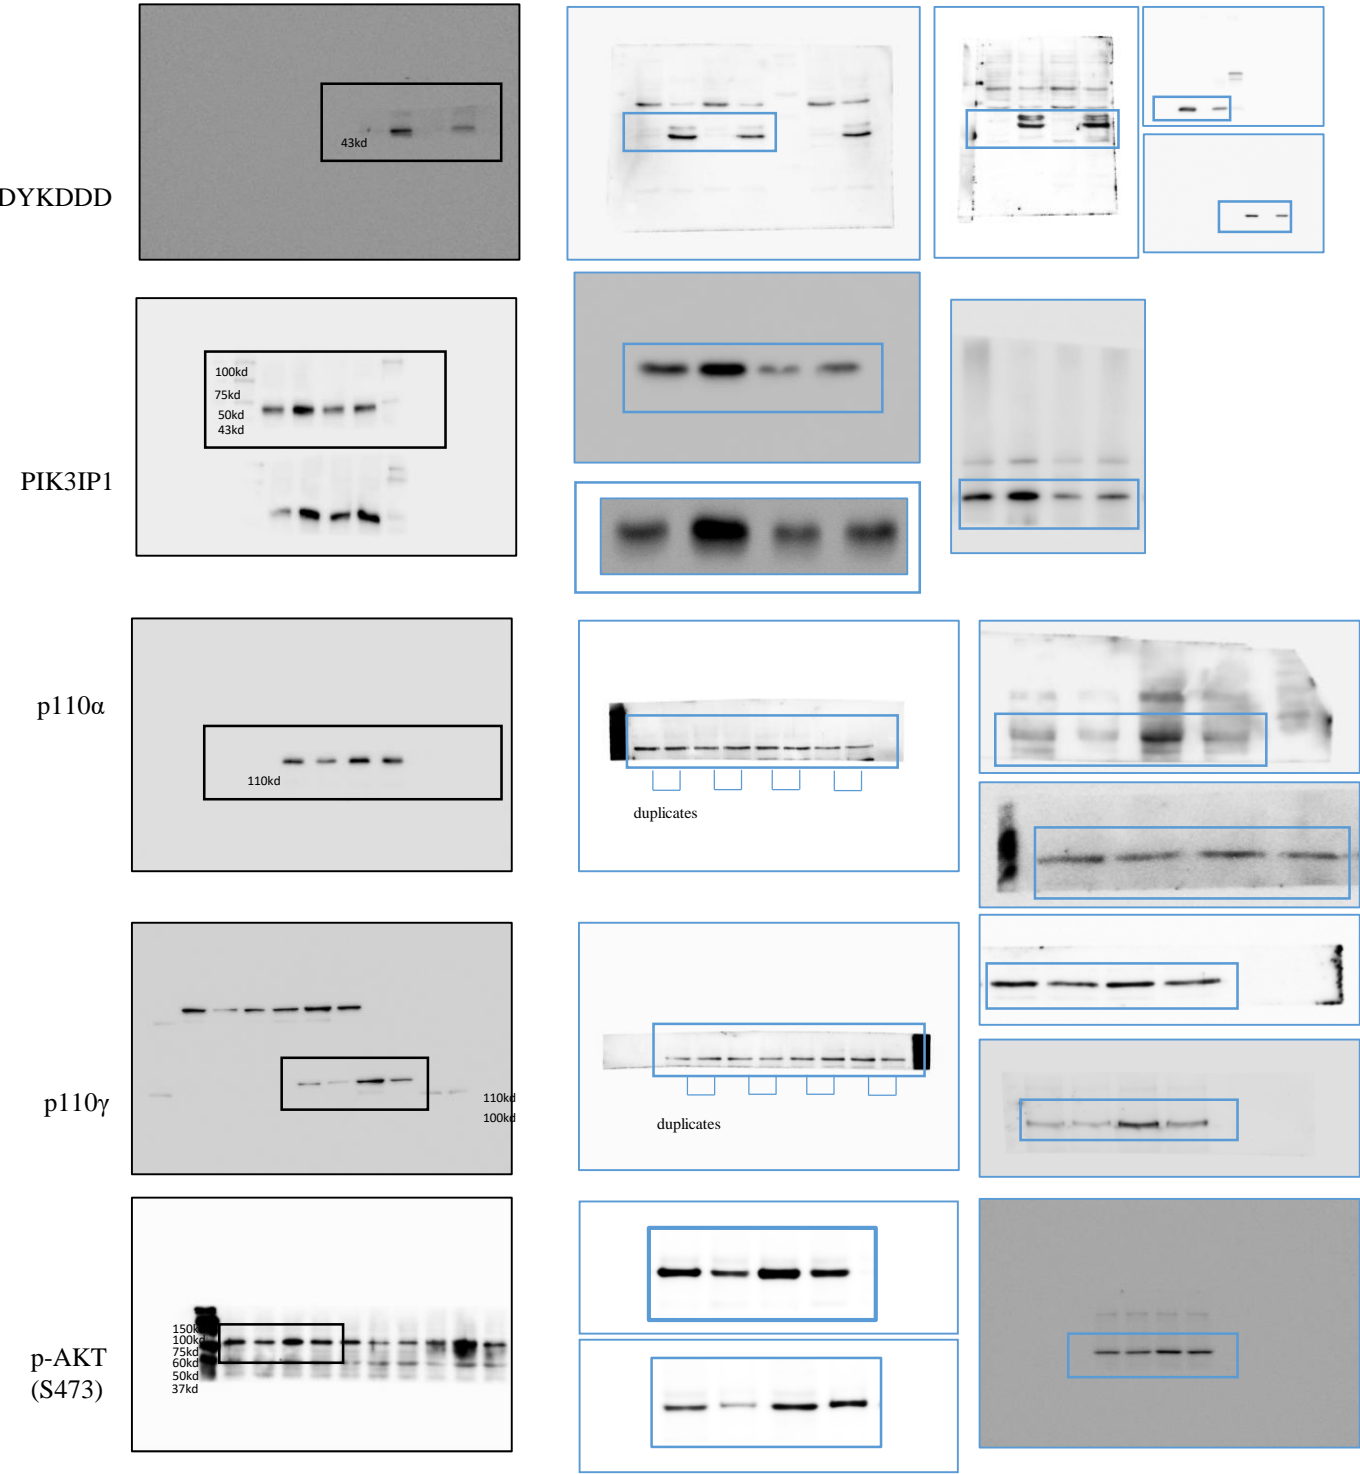 43kd
DYKDDD
100kd
75kd
50kd
43kd
PIK3IP1
p110α
110kd
duplicates
p110γ
110kd
100kd
duplicates
150kd
100kd
75kd
60kd
50kd
37kd
p-AKT
(S473)